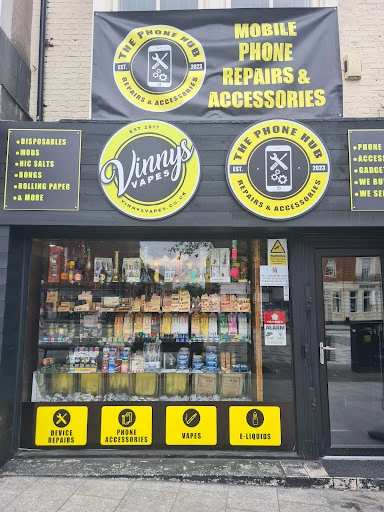 THE PHONE HUB
EST. 2023
REPAIRS & ACCESSORIES
MOBILE
PHONE
REPAIRS &
ACCESSORIES
• DISPOSABLES
• MODS
• NIC SALTS
• BONGS
• ROLLING PAPER
• & MORE
EST 2017
Vinnys
VAPES
VINNYSVAPES.CO.UK
THE PHONE HUB
EST. 2023
REPAIRS & ACCESSORIES
• PHONE
• ACCESS
• GADGE
• WE BU
• WE SE
ALARM
DEVICE
REPAIRS
PHONE
ACCESSORIES
VAPES
E-LIQUIDS